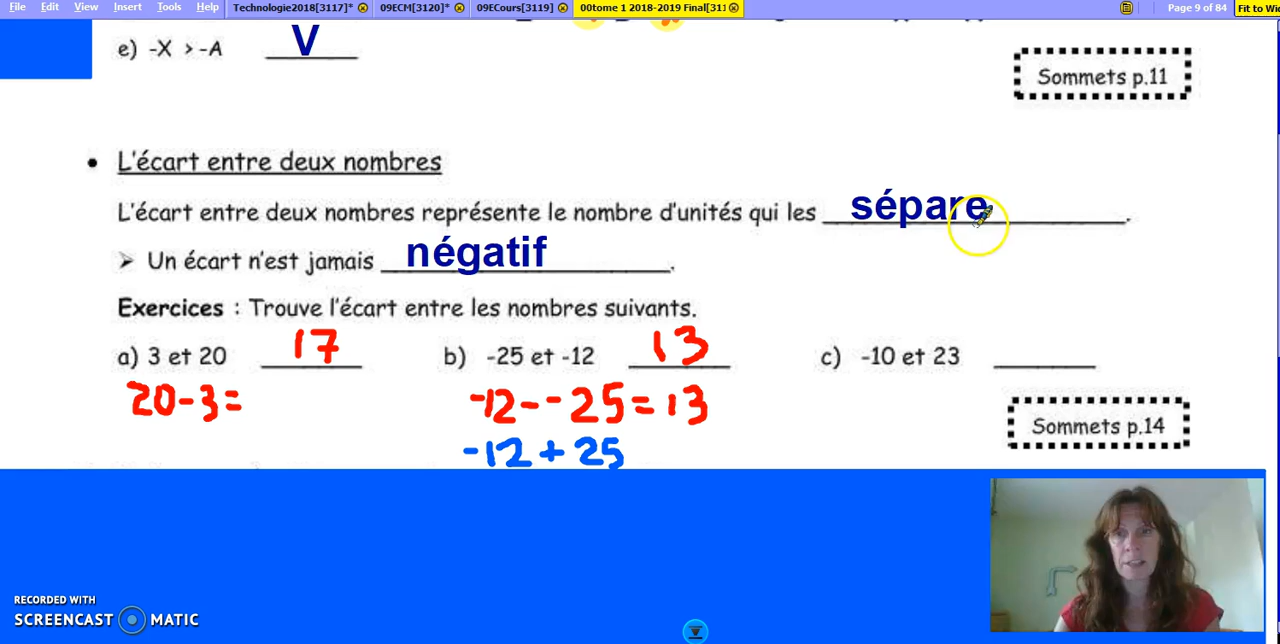 File Edit View Insert Tools Help Technologie2018[3117]* 09ECM[3120]* 09ECours[3119] 00tome 1 2018-2019 Final[311 Page 9 of 84 Fit to Wi
e) -X > -A V
Sommets p.11
• L'écart entre deux nombres
L'écart entre deux nombres représente le nombre d'unités qui les sépare.
➢ Un écart n'est jamais négatif.
Exercices : Trouve l'écart entre les nombres suivants.
a) 3 et 20 17 b) -25 et -12 13 c) -10 et 23 ______
20-3= -12--25=13
Sommets p.14
-12+25
RECORDED WITH
SCREENCAST MATIC